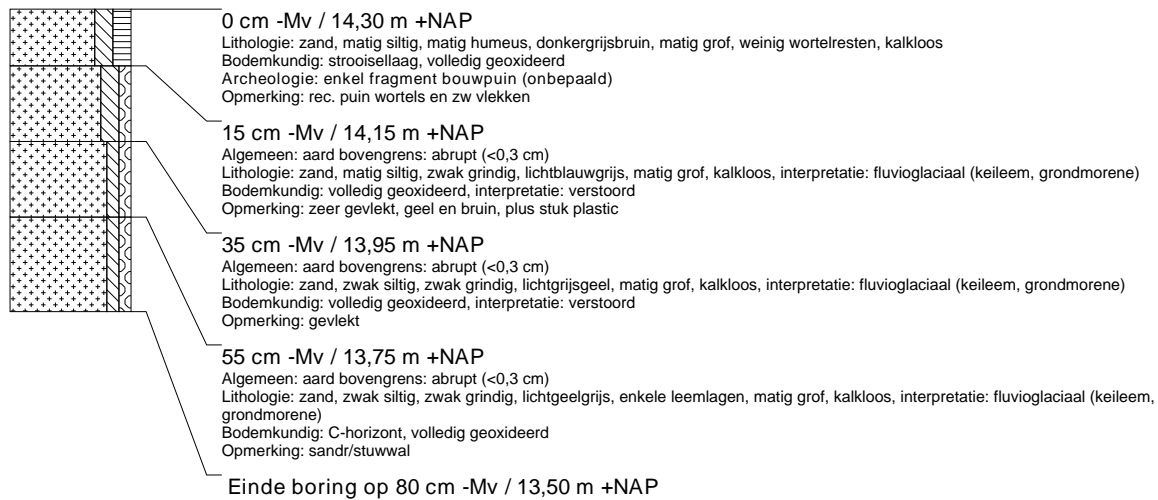 0 cm -Mv / 14,30 m +NAP
Lithologie: zand, matig siltig, matig humeus, donkergrijsbruin, matig grof, weinig wortelresten, kalkloos
Bodemkundig: strooisellaag, volledig geoxideerd
Archeologie: enkel fragment bouwpuin (onbepaald)
Opmerking: rec. puin wortels en zw vlekken
15 cm -Mv / 14,15 m +NAP
Algemeen: aard bovengrens: abrupt (<0,3 cm)
Lithologie: zand, matig siltig, zwak grindig, lichtblauwgrijs, matig grof, kalkloos, interpretatie: fluvioglaciaal (keileem, grondmorene)
Bodemkundig: volledig geoxideerd, interpretatie: verstoord
Opmerking: zeer gevlekt, geel en bruin, plus stuk plastic
35 cm -Mv / 13,95 m +NAP
Algemeen: aard bovengrens: abrupt (<0,3 cm)
Lithologie: zand, zwak siltig, zwak grindig, lichtgrijsgeel, matig grof, kalkloos, interpretatie: fluvioglaciaal (keileem, grondmorene)
Bodemkundig: volledig geoxideerd, interpretatie: verstoord
Opmerking: gevlekt
55 cm -Mv / 13,75 m +NAP
Algemeen: aard bovengrens: abrupt (<0,3 cm)
Lithologie: zand, zwak siltig, zwak grindig, lichtgeelgrijs, enkele leemlagen, matig grof, kalkloos, interpretatie: fluvioglaciaal (keileem,
grondmorene)
Bodemkundig: C-horizont, volledig geoxideerd
Opmerking: sandr/stuwwal
Einde boring op 80 cm -Mv / 13,50 m +NAP